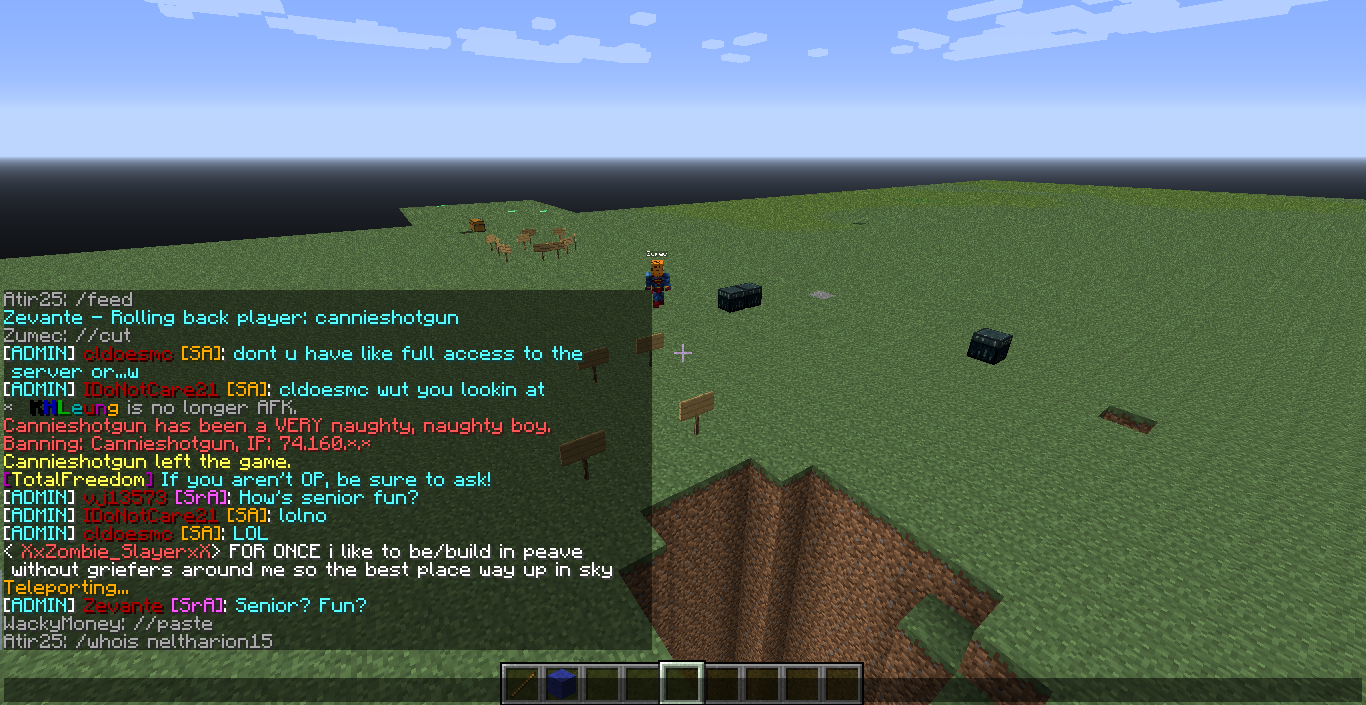 Atir25: /feed
Zevante - Rolling back player: cannieshotgun
Zumec: //cut
[ADMIN] cldoesmc [SA]: dont u have like full access to the
server or...w
[ADMIN] IDoNotCare21 [SA]: cldoesmc wut you lookin at
* KHLeung is no longer AFK.
Cannieshotgun has been a VERY naughty, naughty boy.
Banning: Cannieshotgun, IP: 74.160.*.*
Cannieshotgun left the game.
[TotalFreedom] If you aren't OP, be sure to ask!
[ADMIN] vj13573 [SrA]: How's senior fun?
[ADMIN] IDoNotCare21 [SA]: lolno
[ADMIN] cldoesmc [SA]: LOL
< XxZombie_SlayerxX> FOR ONCE i like to be/build in peave
without griefers around me so the best place way up in sky
Teleporting...
[ADMIN] Zevante [SrA]: Senior? Fun?
WackyMoney: //paste
Atir25: /whois neltharion15